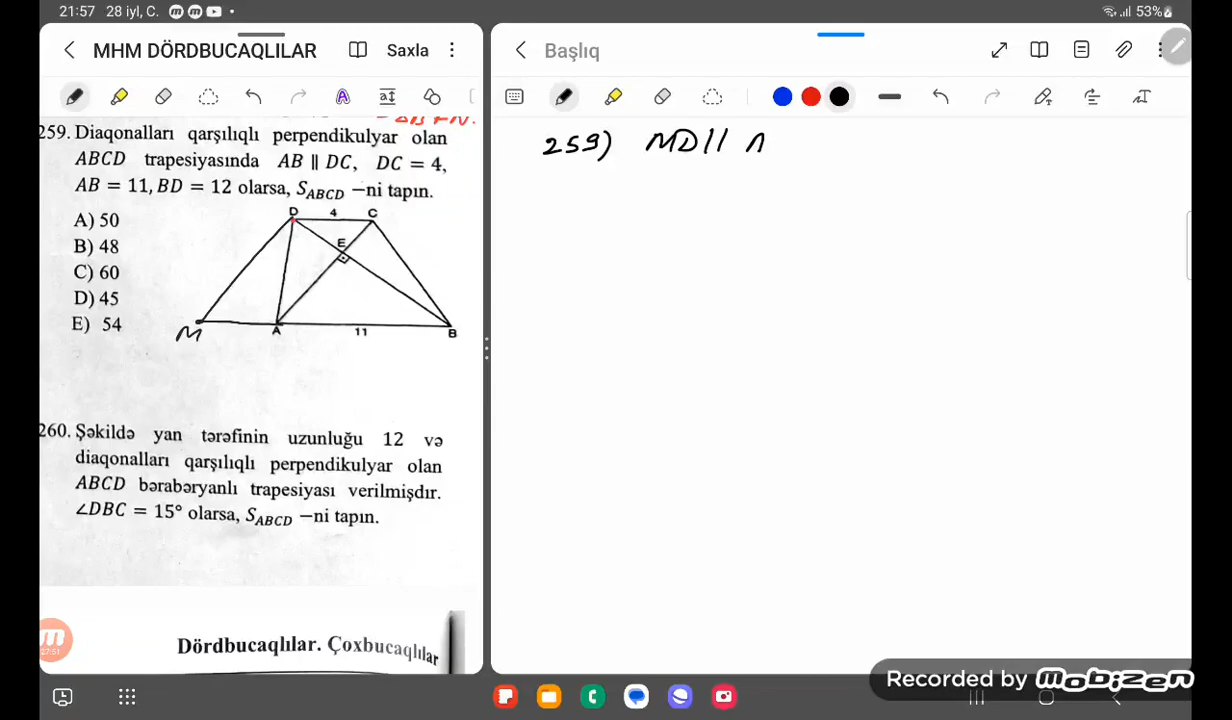 21:57 28 iyl, C.
53%
MHM DÖRDBUCAQLILAR
Saxla
Başlıq
259. Diaqonalları qarşılıqlı perpendikulyar olan
ABCD trapesiyasında AB ∥ DC, DC = 4,
AB = 11, BD = 12 olarsa, S_ABCD −ni tapın.
A) 50
B) 48
C) 60
D) 45
E) 54
D 4 C
E
M A 11 B
260. Şəkildə yan tərəfinin uzunluğu 12 və
diaqonalları qarşılıqlı perpendikulyar olan
ABCD bərabəryanlı trapesiyası verilmişdir.
∠DBC = 15° olarsa, S_ABCD −ni tapın.
Dördbucaqlılar. Çoxbucaqlılar
27:51
259) MD//
Recorded by mobizen